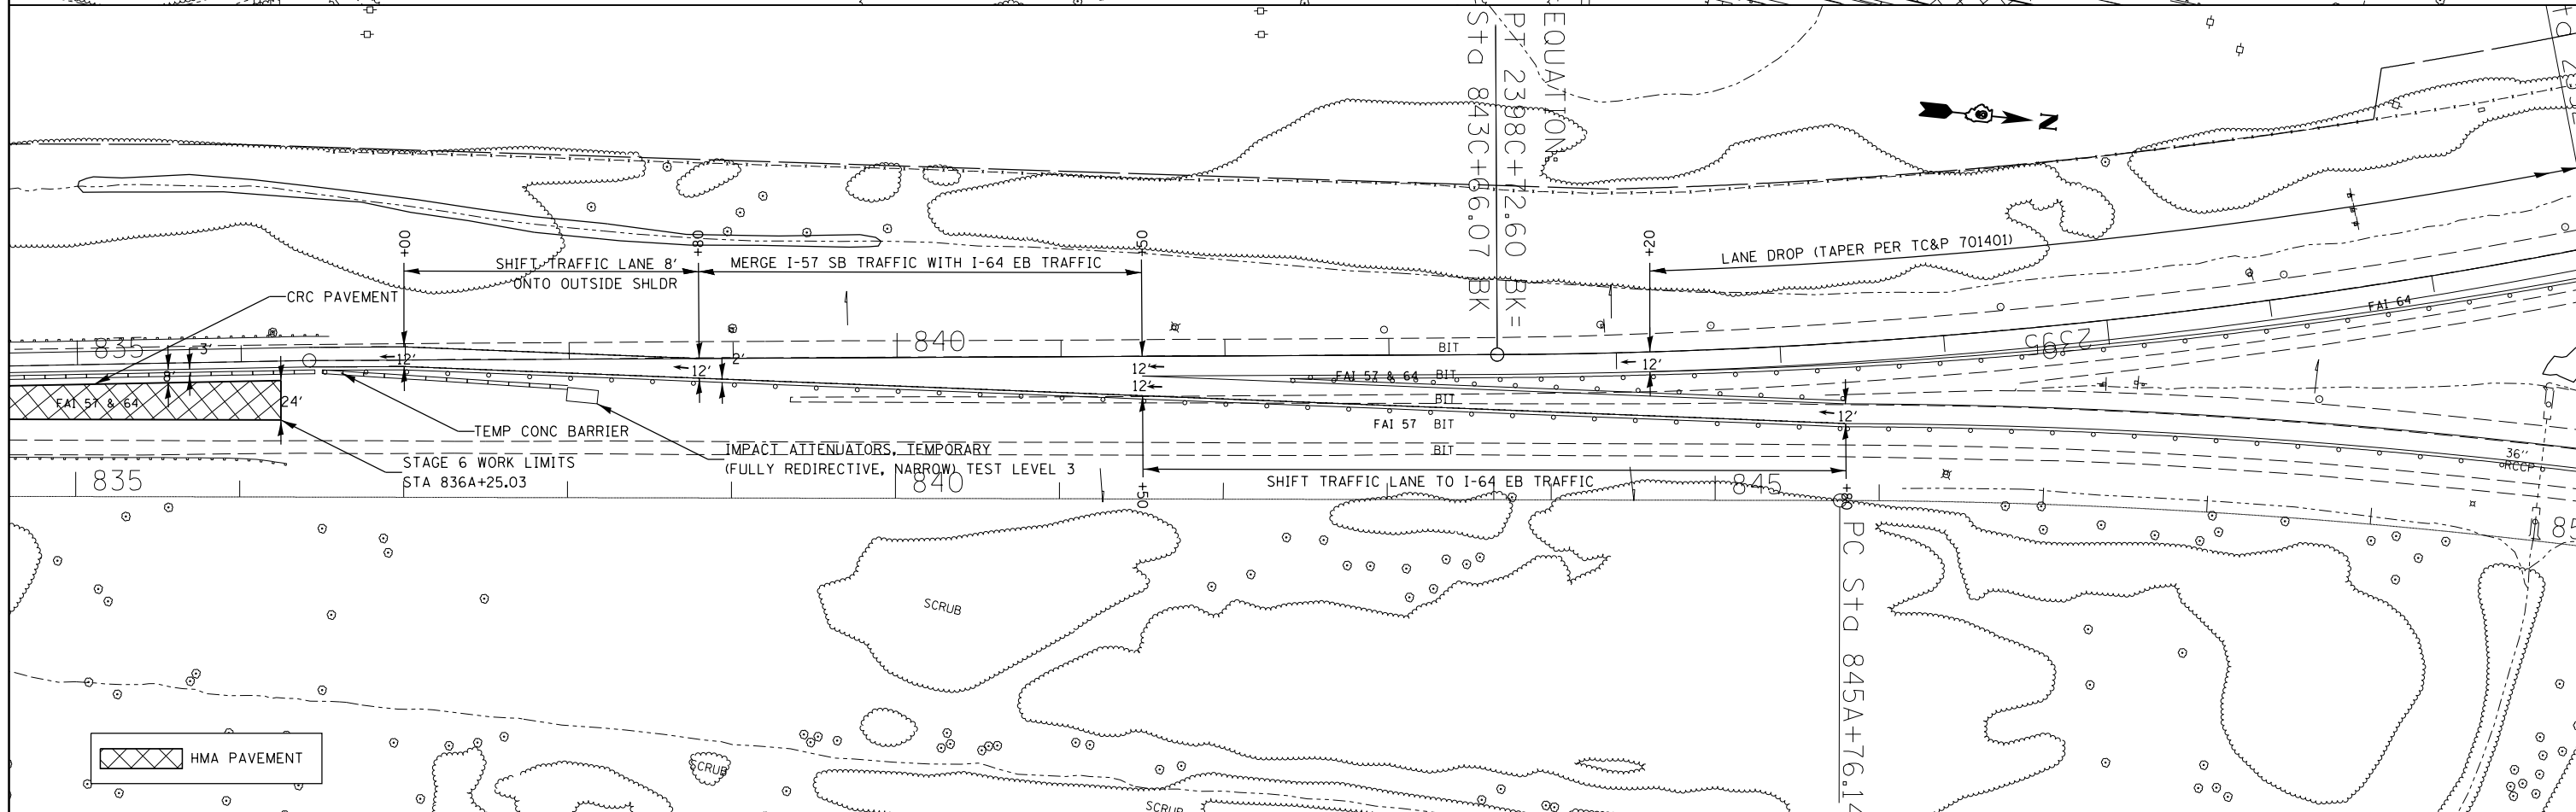 EQUATION:
PT 2398C+72.60 BK=
Sta 843C+66.07 BK
N
+00
+80
+50
+20
SHIFT TRAFFIC LANE 8'
ONTO OUTSIDE SHLDR
MERGE I-57 SB TRAFFIC WITH I-64 EB TRAFFIC
LANE DROP (TAPER PER TC&P 701401)
CRC PAVEMENT
FAI 64
835
840
2395
BIT
3'
12'
2'
12'
12'
12'
8'
12'
FAI 57 & 64 BIT
BIT
FAI 57 & 64
24'
12'
FAI 57 BIT
TEMP CONC BARRIER
BIT
IMPACT ATTENUATORS, TEMPORARY
(FULLY REDIRECTIVE, NARROW) TEST LEVEL 3
STAGE 6 WORK LIMITS
STA 836A+25.03
36"
RCCP
SHIFT TRAFFIC LANE TO I-64 EB TRAFFIC
835
840
845
+50
+80
PC Sta 845A+76.14
SCRUB
HMA PAVEMENT
SCRUB
SCRUB